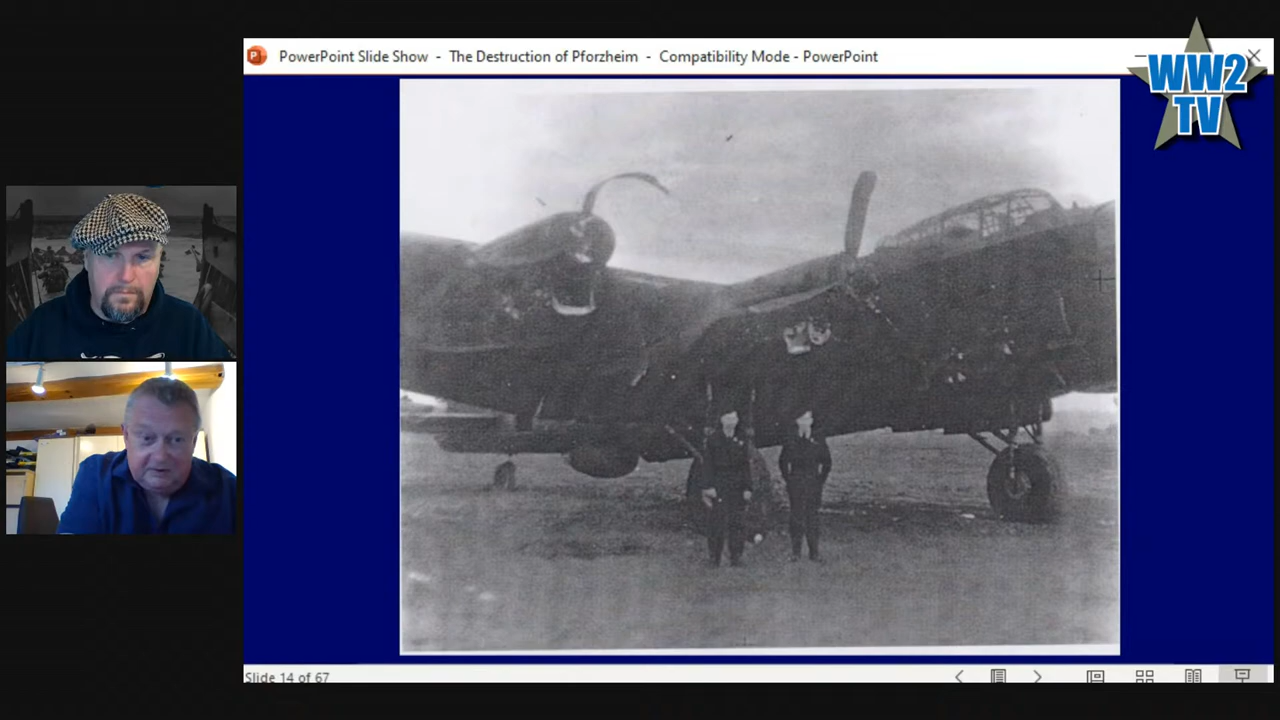 PowerPoint Slide Show - The Destruction of Pforzheim - Compatibility Mode - PowerPoint
WW2
TV
Slide 14 of 67